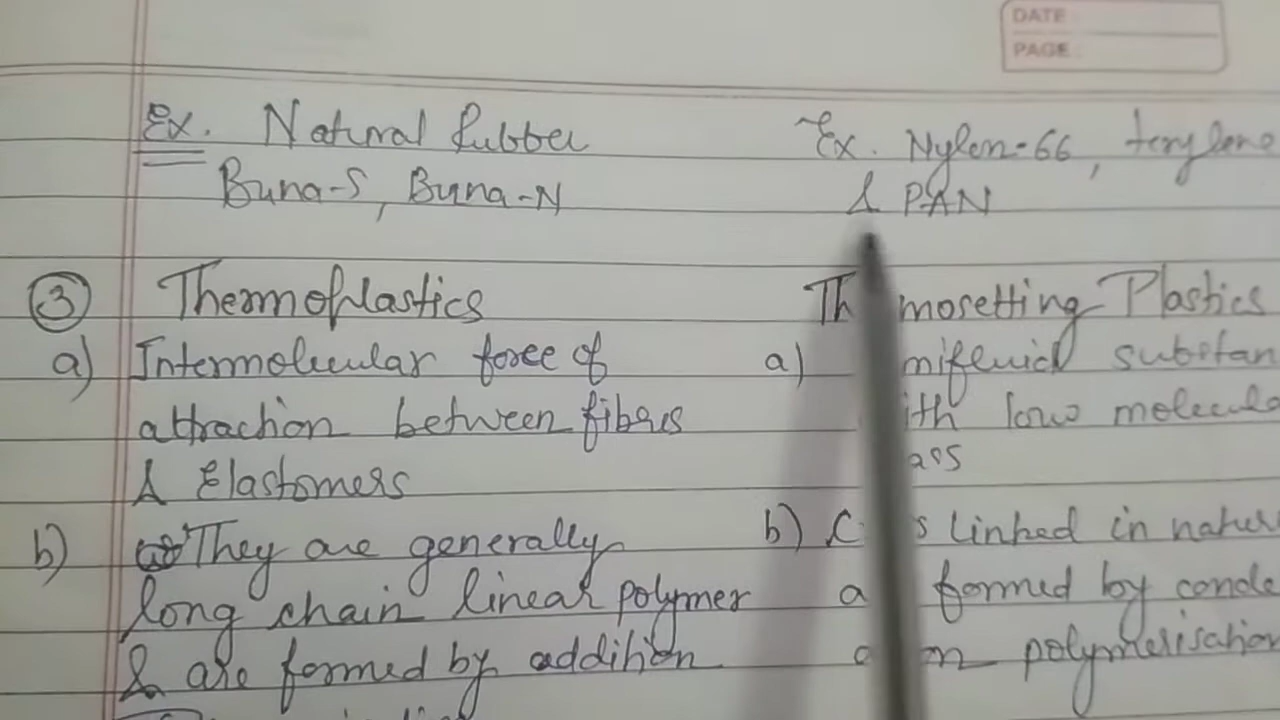 DATE
PAGE
Ex. Natural Rubber
Buna-S, Buna-N
Ex. Nylon-66, terylene
& PAN
③ Thermoplastics
a) Intermolecular force of
attraction between fibres
& Elastomers
b) They are generally
long chain linear polymer
& are formed by addition
Th mosetting Plastics
a) mifluid substan
ith low molecula
ass
b) C s linked in natur
a formed by conde
on polymerisation